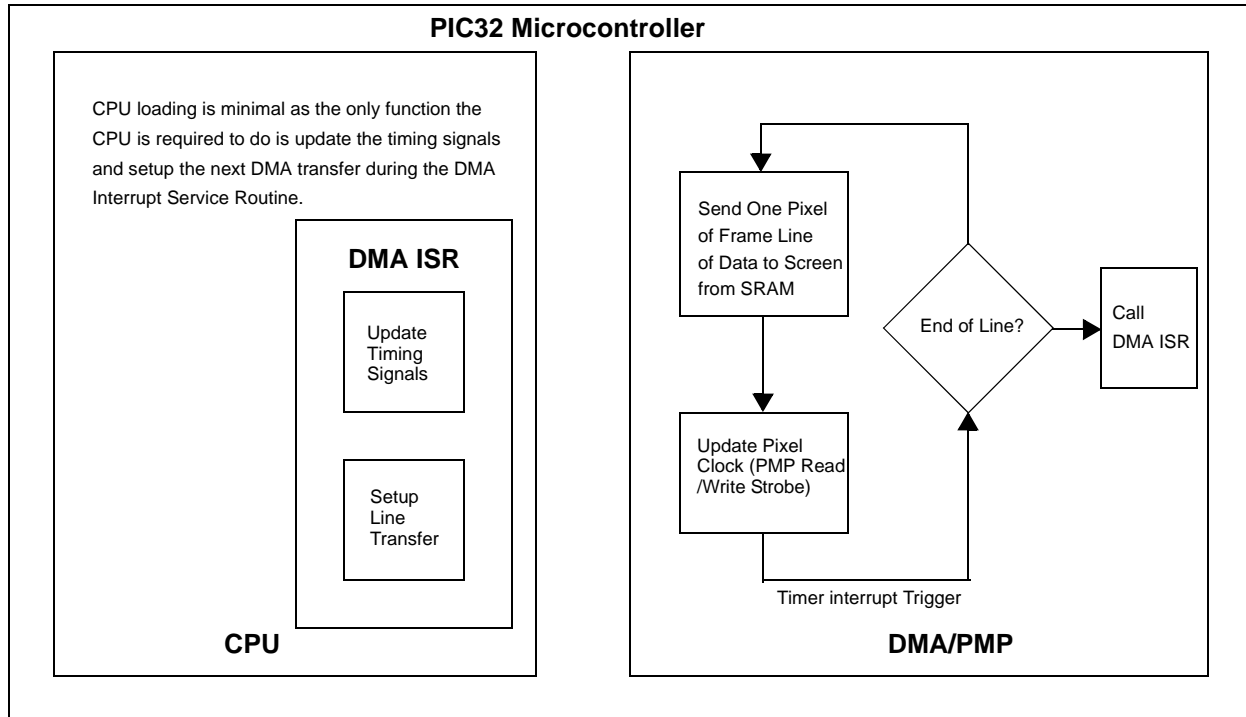 PIC32 Microcontroller
CPU loading is minimal as the only function the
CPU is required to do is update the timing signals
and setup the next DMA transfer during the DMA
Interrupt Service Routine.
DMA ISR
Update
Timing
Signals
Setup
Line
Transfer
CPU
Send One Pixel
of Frame Line
of Data to Screen
from SRAM
Update Pixel
Clock (PMP Read
/Write Strobe)
Timer interrupt Trigger
End of Line?
Call
DMA ISR
DMA/PMP